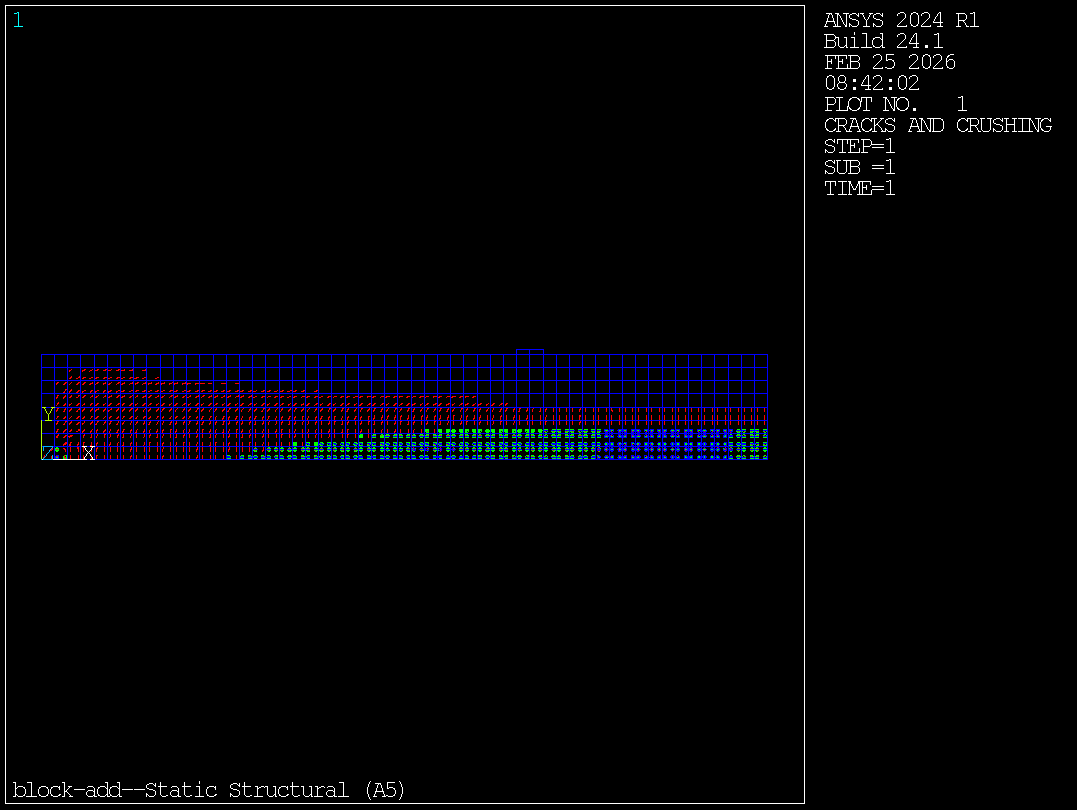 1
ANSYS 2024 R1
Build 24.1
FEB 25 2026
08:42:02
PLOT NO.   1
CRACKS AND CRUSHING
STEP=1
SUB =1
TIME=1
Y
Z X
block-add--Static Structural (A5)